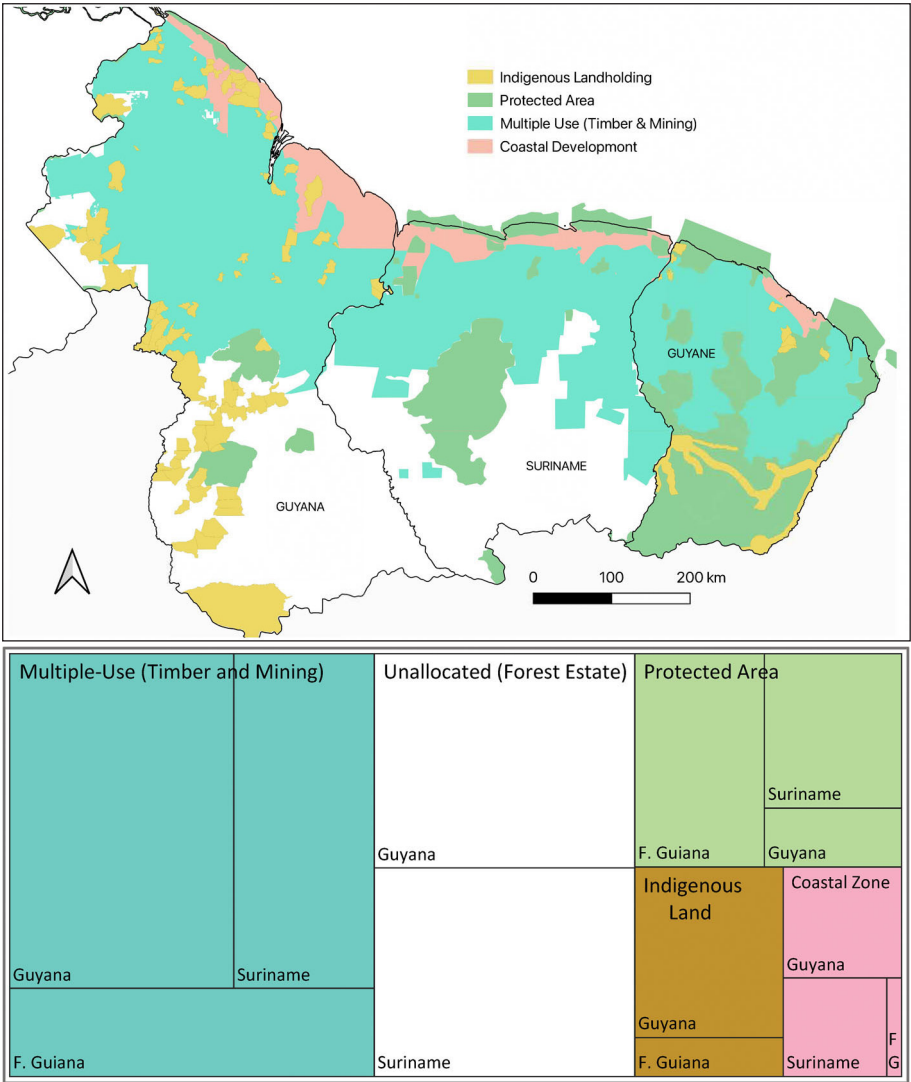 Indigenous Landholding
Protected Area
Multiple Use (Timber & Mining)
Coastal Development
GUYANE
SURINAME
GUYANA
0 100 200 km
Multiple-Use (Timber and Mining)
Guyana
Suriname
F. Guiana
Unallocated (Forest Estate)
Guyana
Suriname
Protected Area
F. Guiana
Suriname
Guyana
Indigenous
Land
Guyana
F. Guiana
Coastal Zone
Guyana
Suriname
F
G